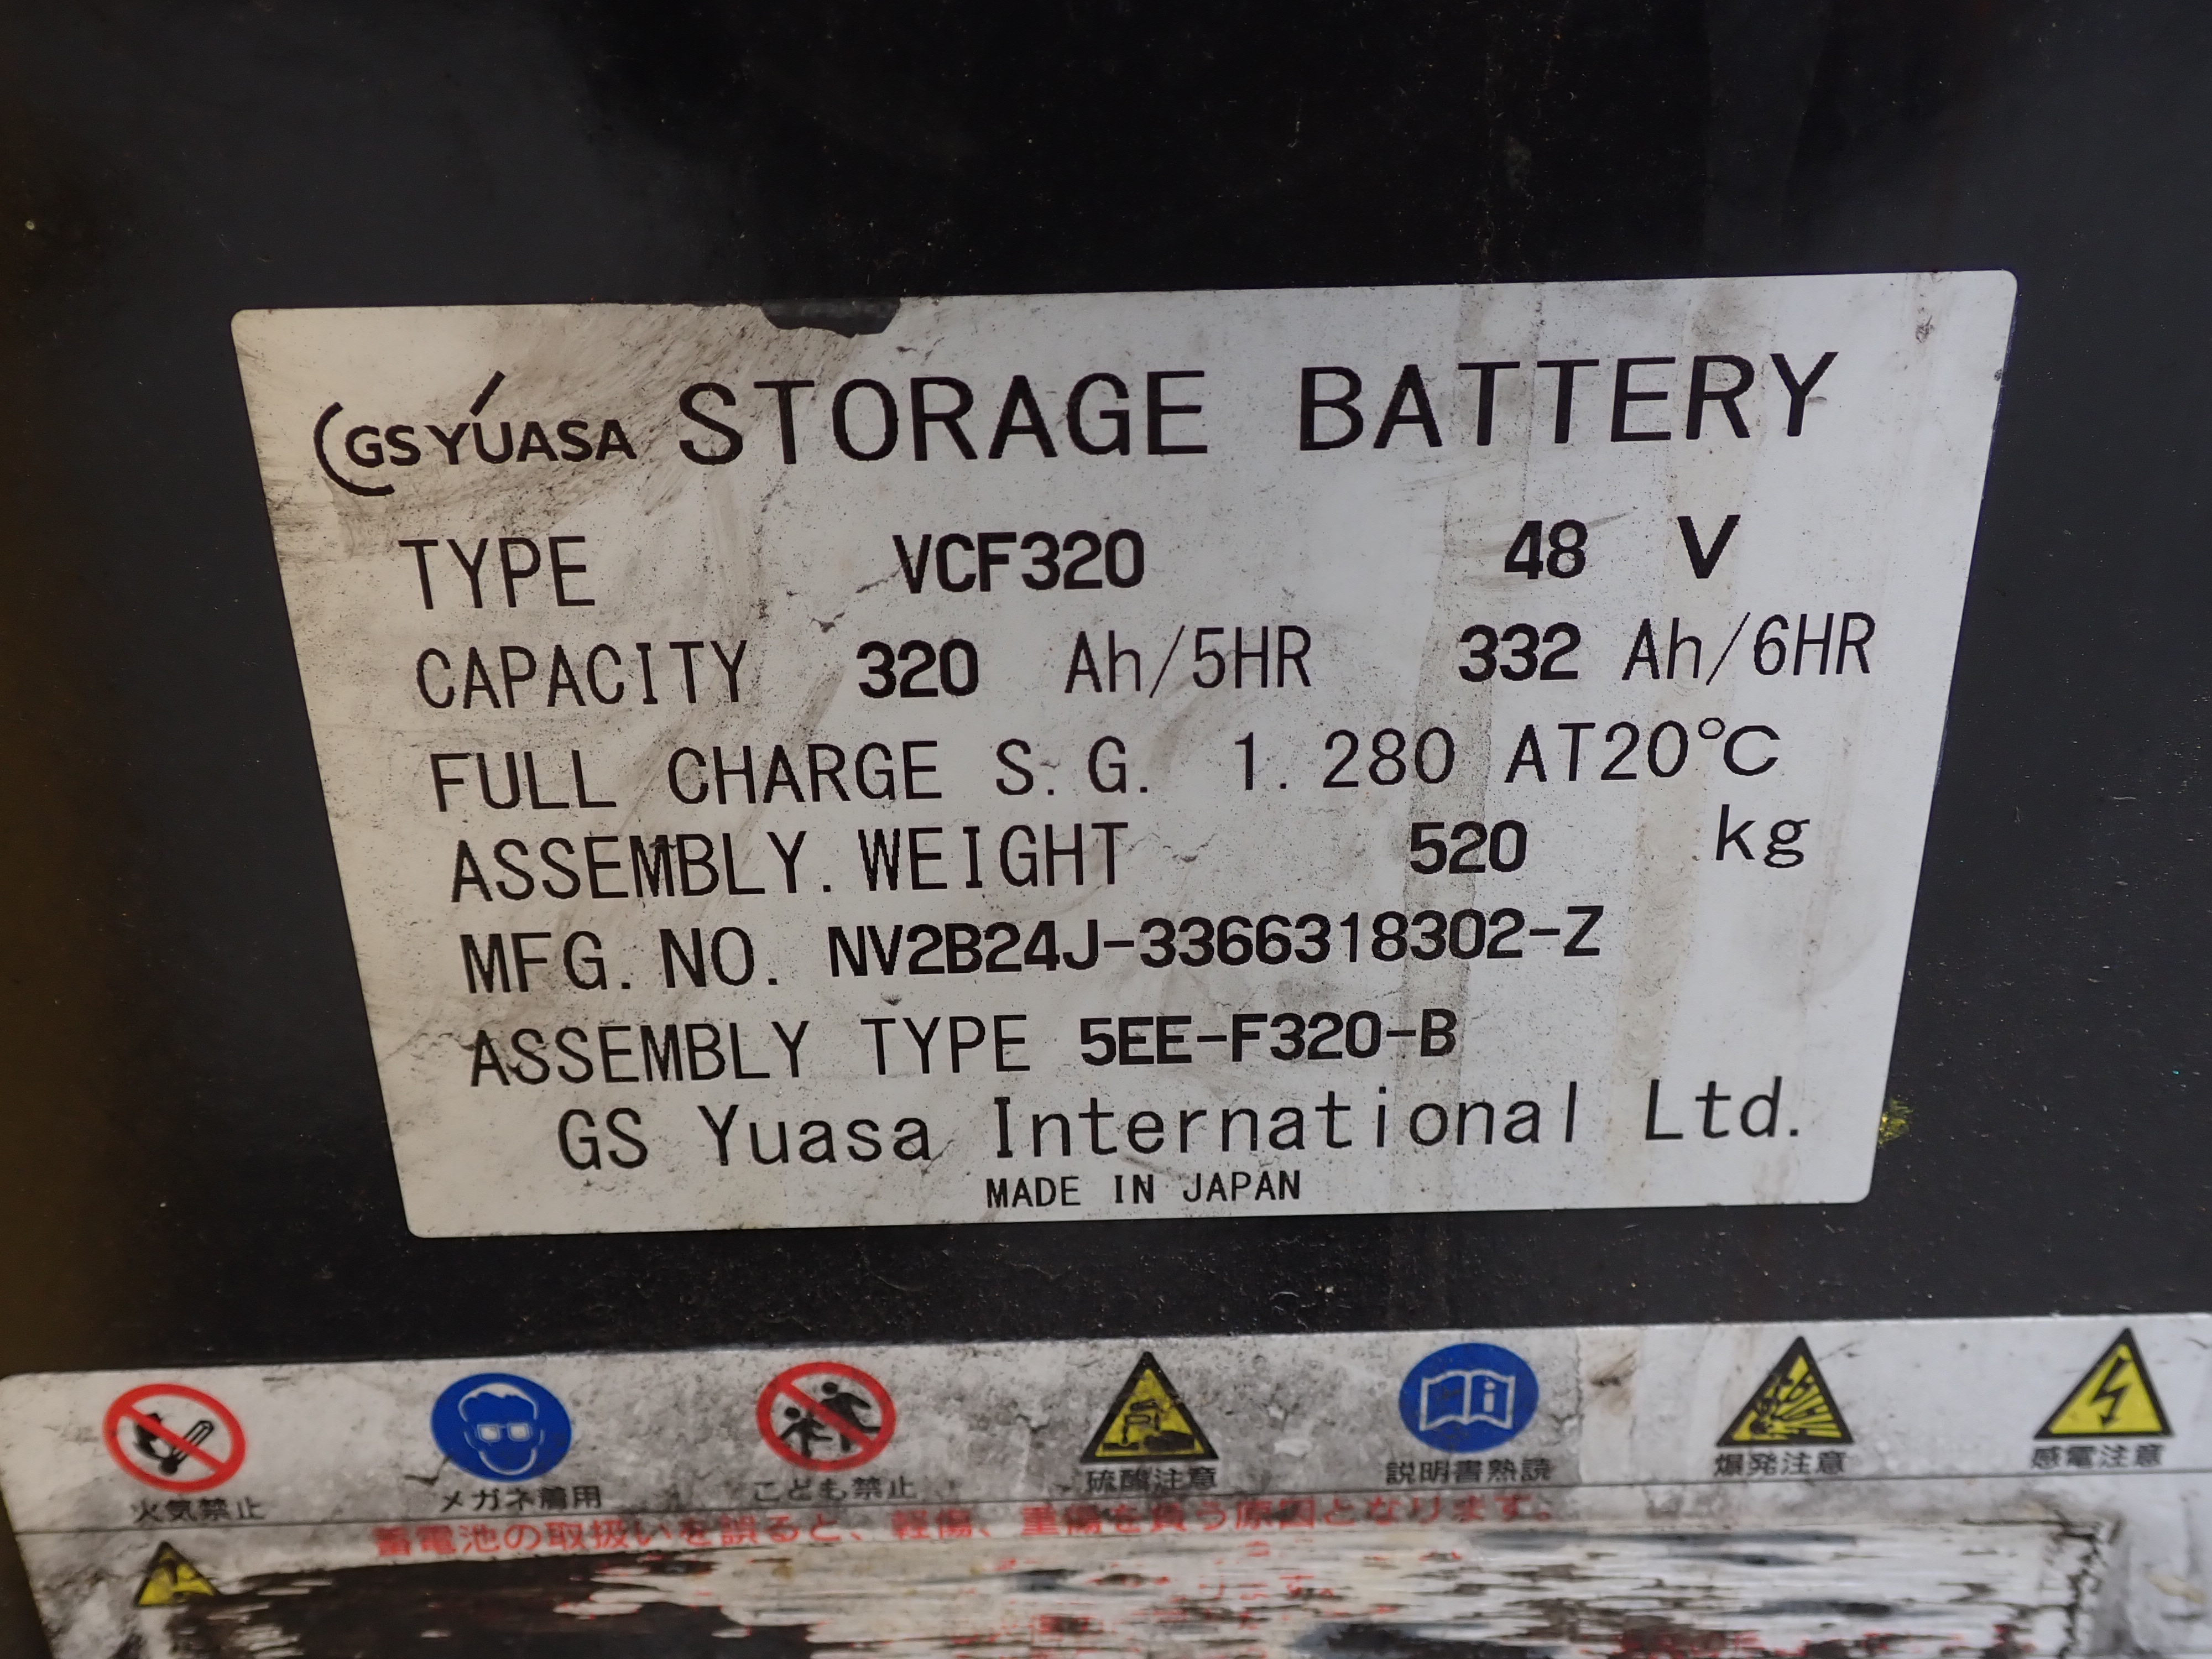 GS YUASA STORAGE BATTERY
TYPE VCF320 48 V
CAPACITY 320 Ah/5HR 332 Ah/6HR
FULL CHARGE S.G. 1.280 AT20℃
ASSEMBLY.WEIGHT 520 kg
MFG.NO. NV2B24J-3366318302-Z
ASSEMBLY TYPE 5EE-F320-B
GS Yuasa International Ltd.
MADE IN JAPAN
火気禁止 メガネ着用 こども禁止 硫酸注意 説明書熟読 爆発注意 感電注意
蓄電池の取扱いを誤ると、軽傷、重傷を負う原因となります。